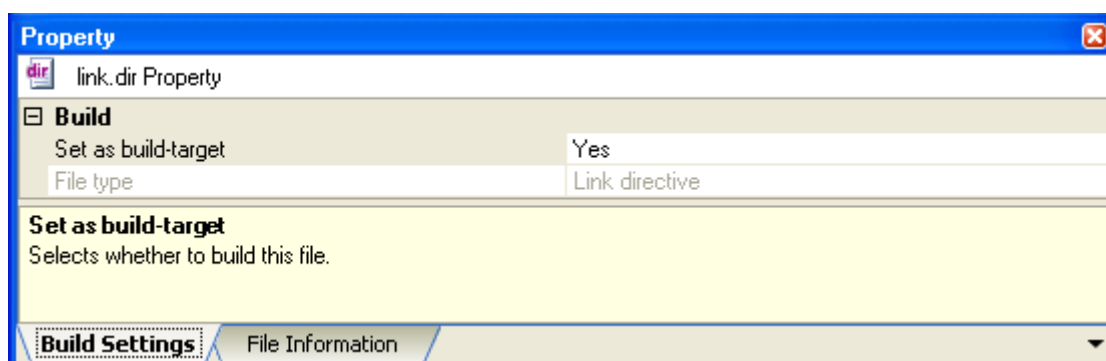 Property
dir link.dir Property
Build
Set as build-target Yes
File type Link directive
Set as build-target
Selects whether to build this file.
Build Settings File Information